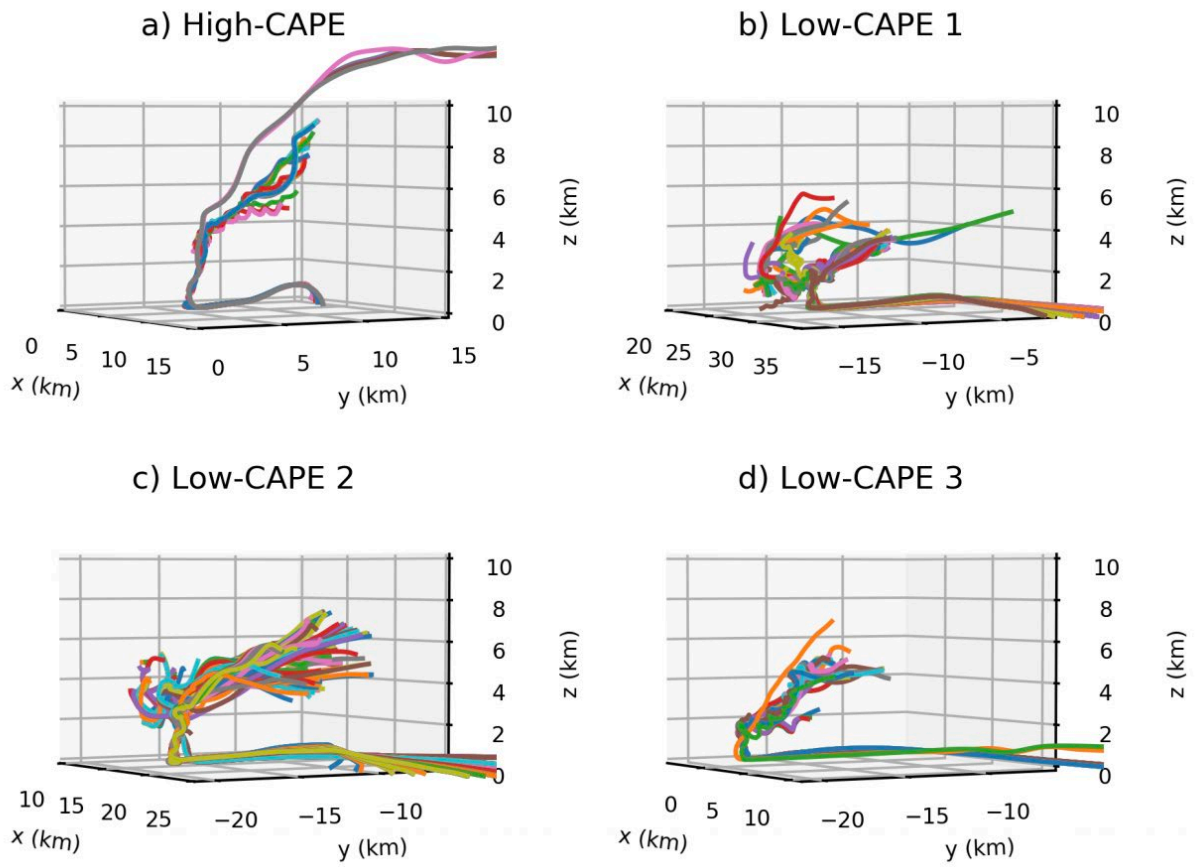 a) High-CAPE
b) Low-CAPE 1
10
8
6
4
2
0
z (km)
0 5 10 15
x (km)
0 5 10 15
y (km)
10
8
6
4
2
0
z (km)
20 25 30 35
x (km)
−15 −10 −5
y (km)
c) Low-CAPE 2
d) Low-CAPE 3
10
8
6
4
2
0
z (km)
10 15 20 25
x (km)
−20 −15 −10
y (km)
10
8
6
4
2
0
z (km)
0 5 10
x (km)
−20 −15 −10
y (km)